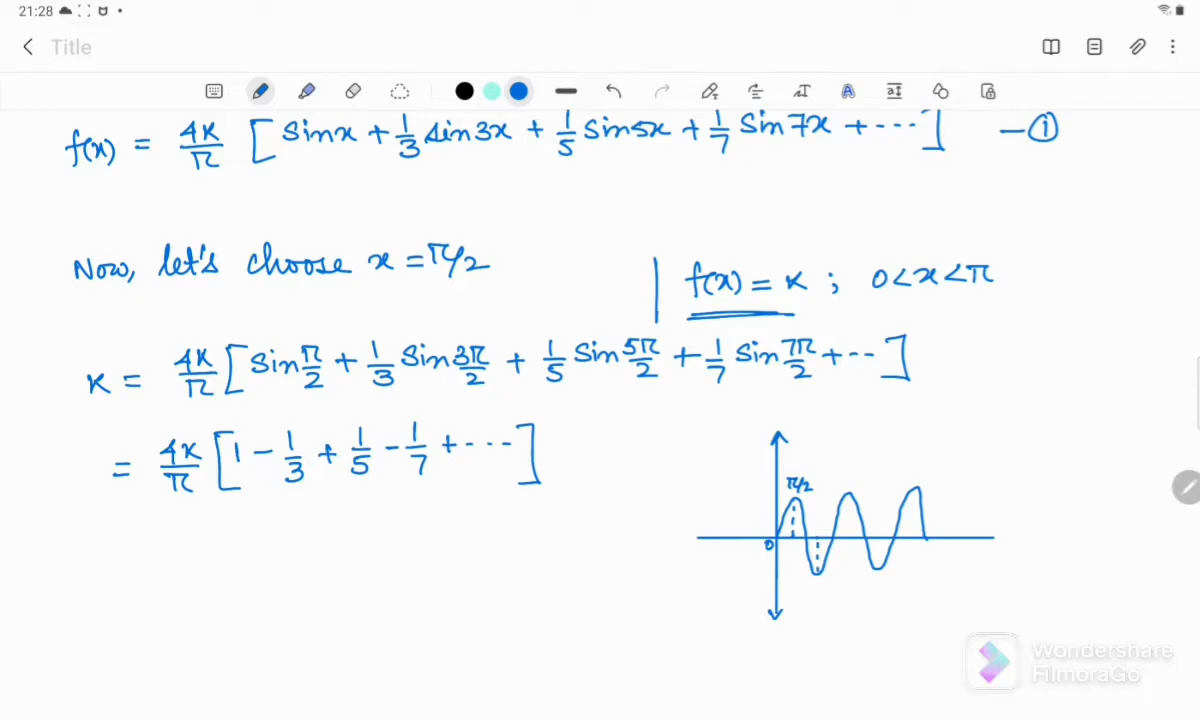 21:28
Title
f(x) = 4K/π [ Sinx + 1/3 sin3x + 1/5 Sin5x + 1/7 Sin7x + --- ] — ①
Now, let's choose x = π/2
f(x) = K ; 0<x<π
K = 4K/π [ Sin π/2 + 1/3 Sin 3π/2 + 1/5 Sin 5π/2 + 1/7 Sin 7π/2 + -- ]
= 4K/π [ 1 - 1/3 + 1/5 - 1/7 + --- ]
π/2
0
Wondershare
FilmoraGo